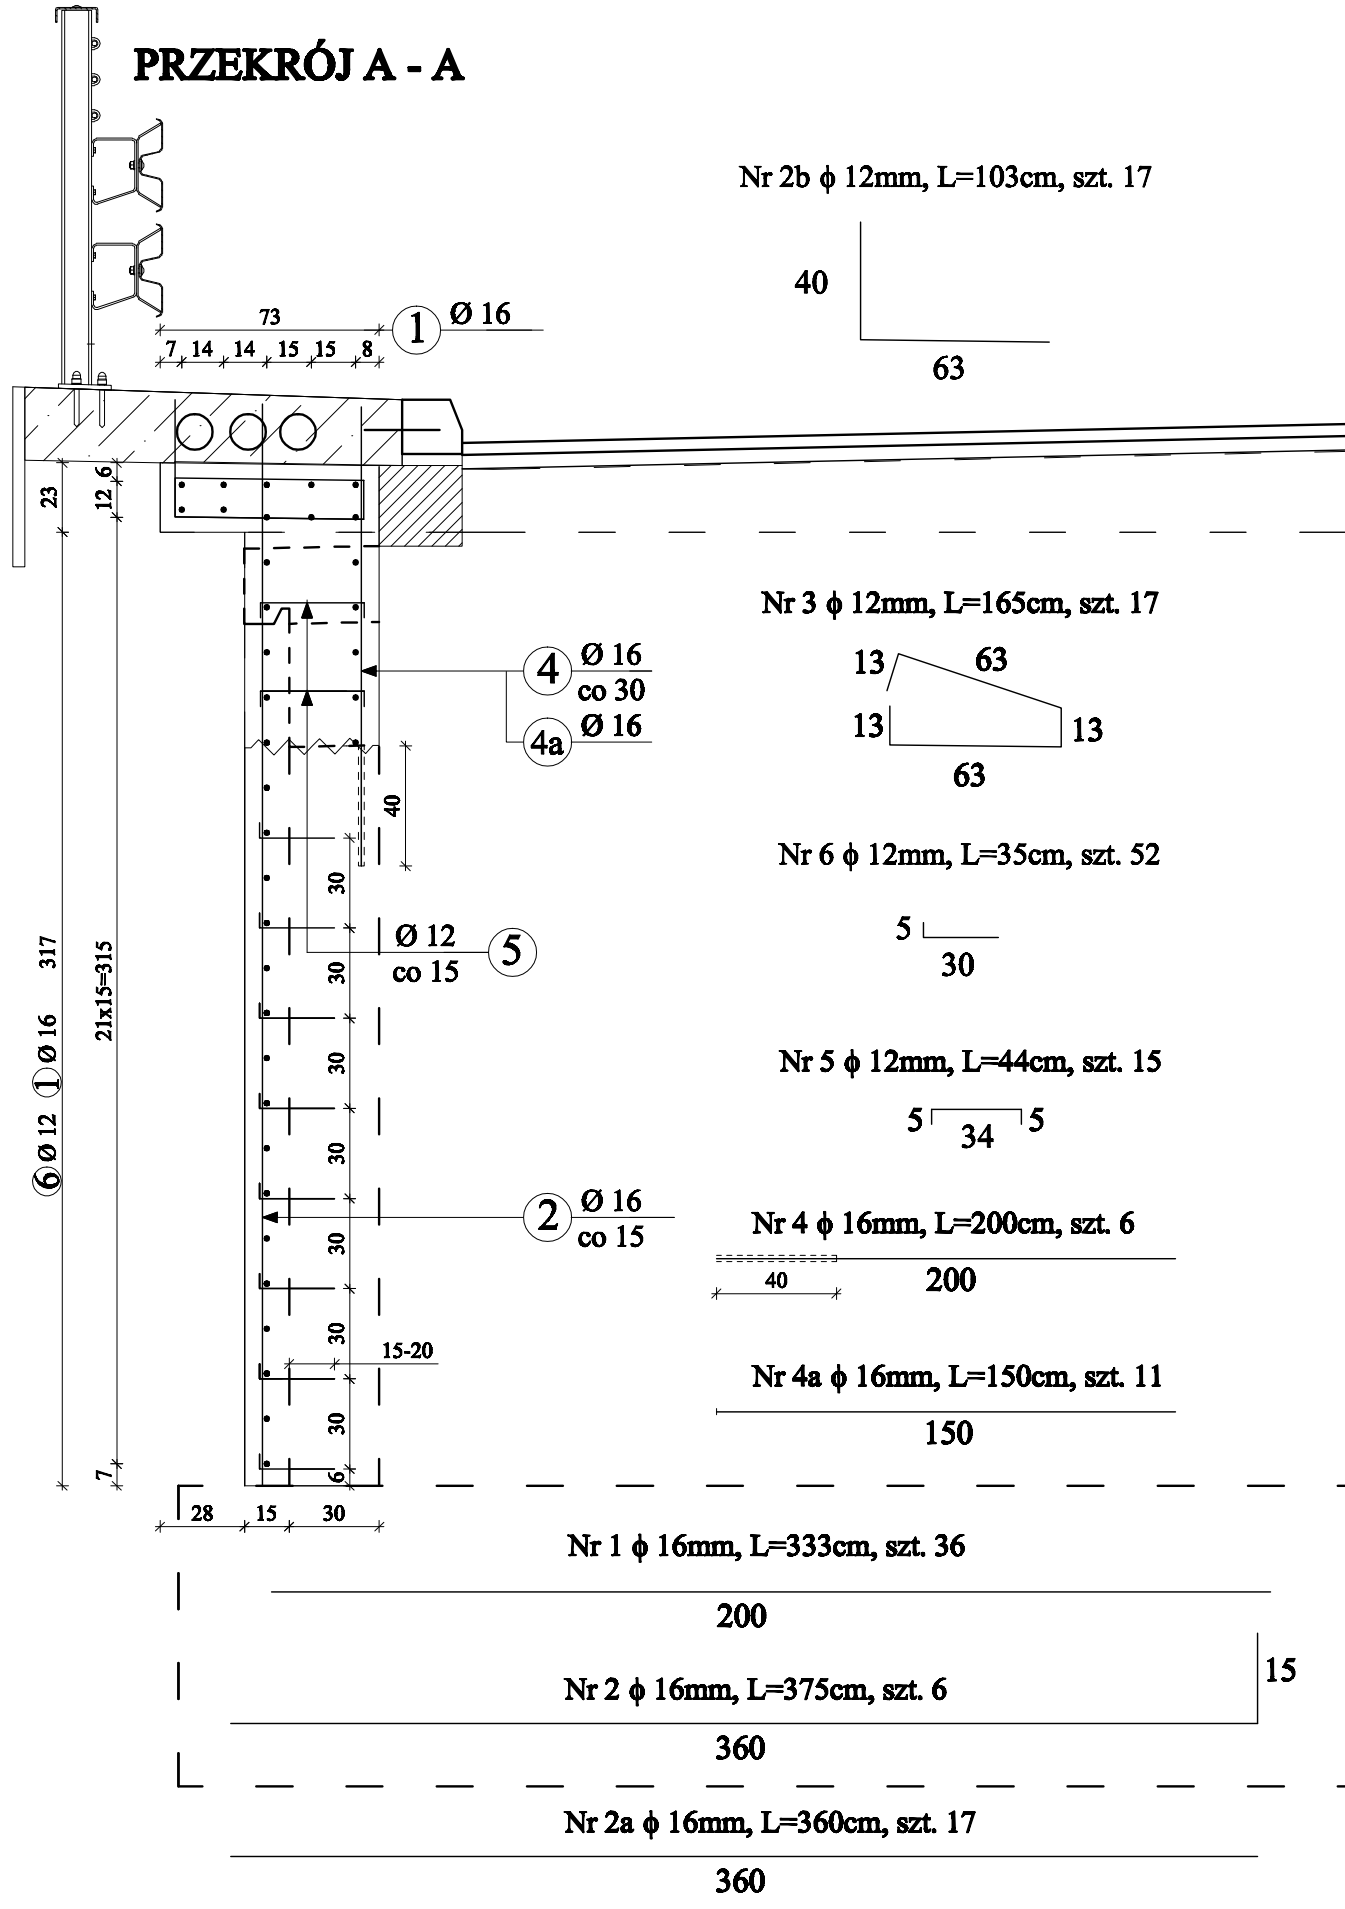 PRZEKRÓJ A - A
Nr 2b ϕ 12mm, L=103cm, szt. 17
40
63
73
1 Ø 16
7 14 14 15 15 8
23
6
12
Nr 3 ϕ 12mm, L=165cm, szt. 17
13 63
13 13
63
4 Ø 16
co 30
4a Ø 16
40
Nr 6 ϕ 12mm, L=35cm, szt. 52
5
30
30
Ø 12
co 15
5
30
6 Ø 12 1 Ø 16 317
21x15=315
30
Nr 5 ϕ 12mm, L=44cm, szt. 15
5 34 5
30
2 Ø 16
co 15
30
Nr 4 ϕ 16mm, L=200cm, szt. 6
40
200
30
15-20
Nr 4a ϕ 16mm, L=150cm, szt. 11
150
30
7
6
28 15 30
Nr 1 ϕ 16mm, L=333cm, szt. 36
200
15
Nr 2 ϕ 16mm, L=375cm, szt. 6
360
Nr 2a ϕ 16mm, L=360cm, szt. 17
360